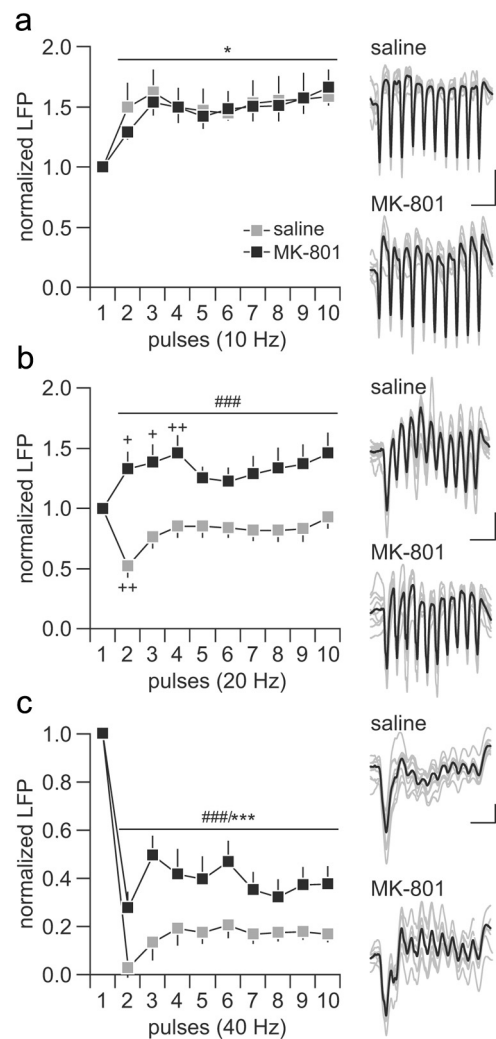 a
saline
2.0
*
1.5
1.0
normalized LFP
0.5
saline
MK-801
MK-801
0.0
1 2 3 4 5 6 7 8 9 10
pulses (10 Hz)
b
saline
2.0
###
+ + ++
1.5
1.0
normalized LFP
0.5
++
MK-801
0.0
1 2 3 4 5 6 7 8 9 10
pulses (20 Hz)
c
saline
1.0
0.8
###/***
0.6
normalized LFP
0.4
MK-801
0.2
0.0
1 2 3 4 5 6 7 8 9 10
pulses (40 Hz)